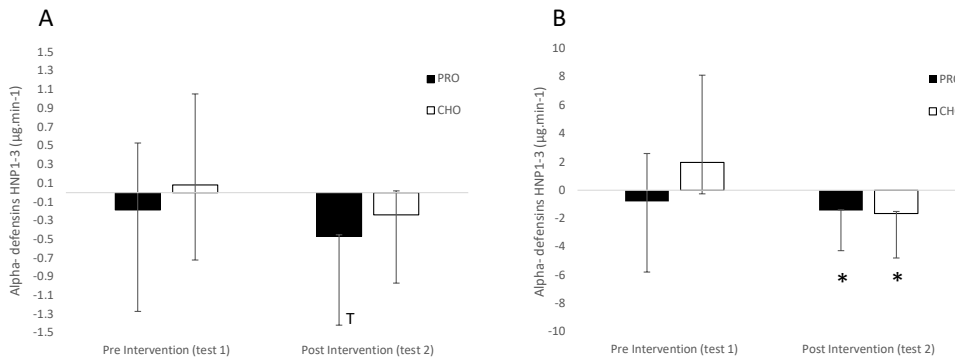 A
Alpha- defensins HNP1-3 (µg.min-1)
1.5
1.3
1.1
0.9
0.7
0.5
0.3
0.1
-0.1
-0.3
-0.5
-0.7
-0.9
-1.1
-1.3
-1.5
PRO
CHO
T
Pre Intervention (test 1)
Post Intervention (test 2)
B
Alpha- defensins HNP1-3 (µg.min-1)
10
8
6
4
2
0
-2
-4
-6
-8
-10
PRO
CHO
*
*
Pre Intervention (test 1)
Post Intervention (test 2)